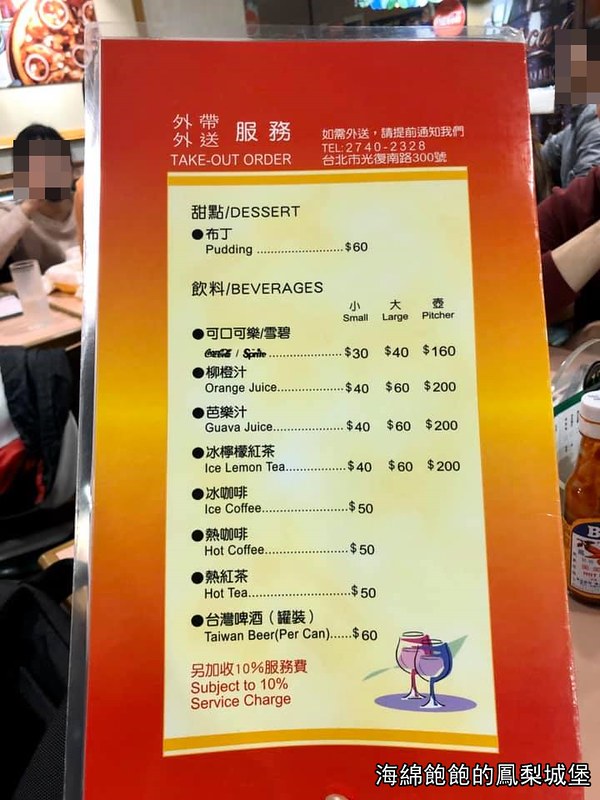 外帶
外送 服務
TAKE-OUT ORDER
如需外送，請提前通知我們
TEL:2740-2328
台北市光復南路300號
甜點/DESSERT
●布丁
Pudding ........................$60
飲料/BEVERAGES
小 大 壺
Small Large Pitcher
●可口可樂/雪碧
Coca-Cola / Sprite .....................$30 $40 $160
●柳橙汁
Orange Juice...................$40 $60 $200
●芭樂汁
Guava Juice....................$40 $60 $200
●冰檸檬紅茶
Ice Lemon Tea.................$40 $60 $200
●冰咖啡
Ice Coffee........................$50
●熱咖啡
Hot Coffee.......................$50
●熱紅茶
Hot Tea............................$50
●台灣啤酒（罐裝）
Taiwan Beer(Per Can)......$60
另加收10%服務費
Subject to 10%
Service Charge
海綿飽飽的鳳梨城堡